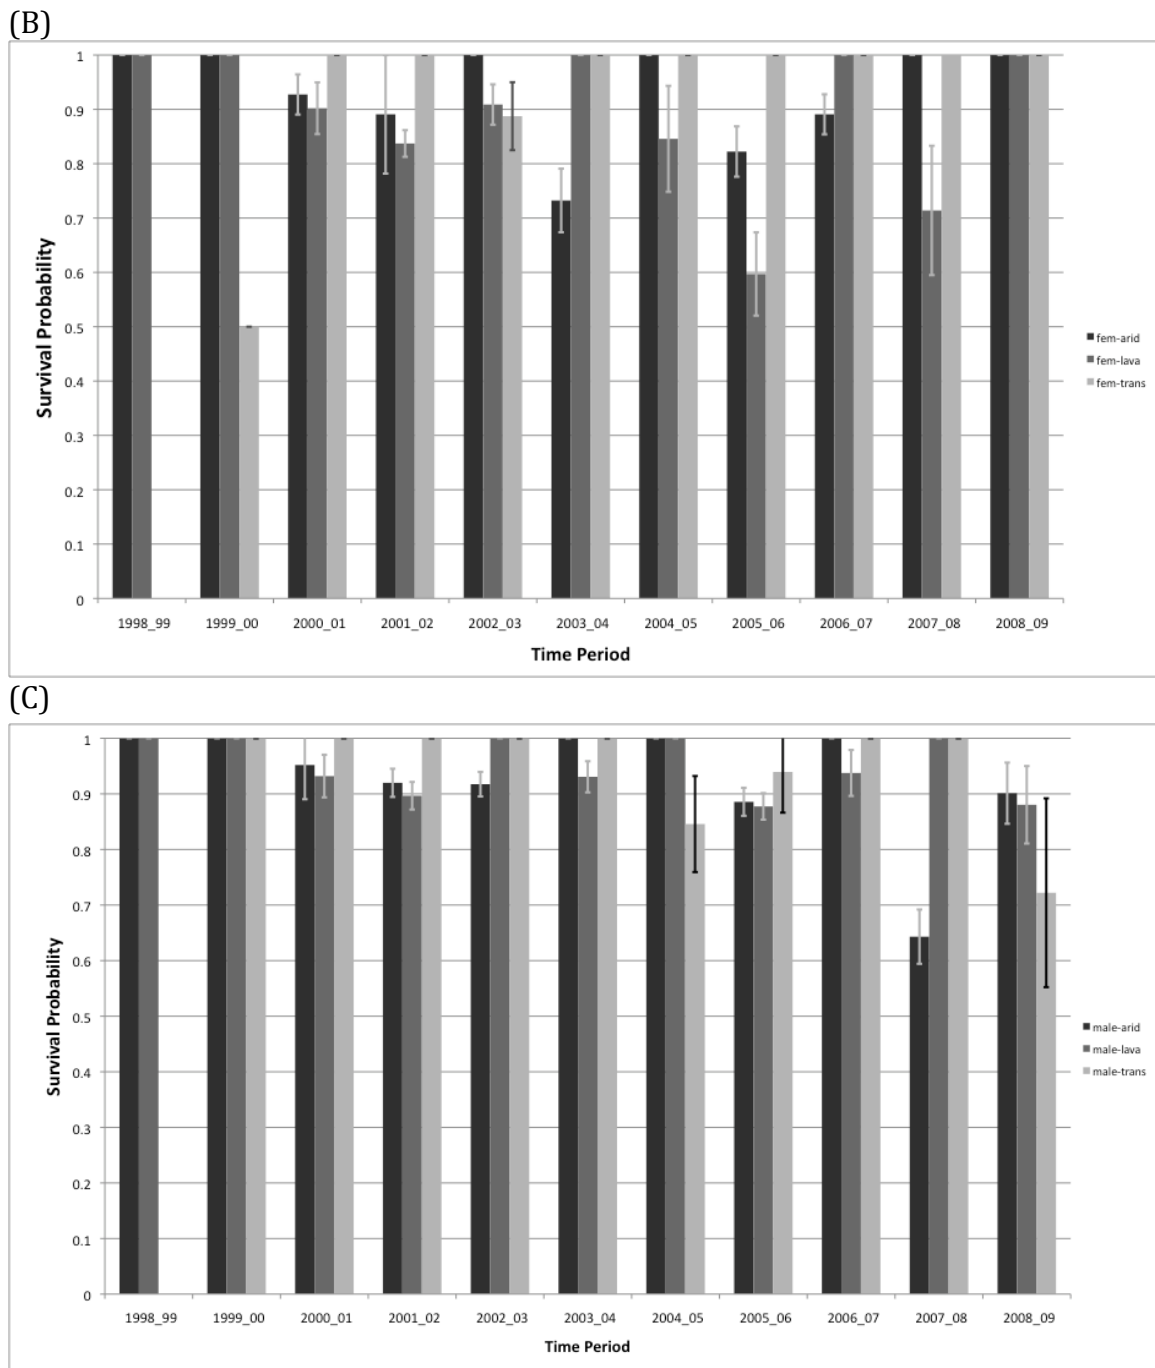 (B)
1
0.9
0.8
0.7
0.6
0.5
0.4
0.3
0.2
0.1
0
Survival Probability
1998_99 1999_00 2000_01 2001_02 2002_03 2003_04 2004_05 2005_06 2006_07 2007_08 2008_09
Time Period
fem-arid
fem-lava
fem-trans
(C)
1
0.9
0.8
0.7
0.6
0.5
0.4
0.3
0.2
0.1
0
Survival Probability
1998_99 1999_00 2000_01 2001_02 2002_03 2003_04 2004_05 2005_06 2006_07 2007_08 2008_09
Time Period
male-arid
male-lava
male-trans